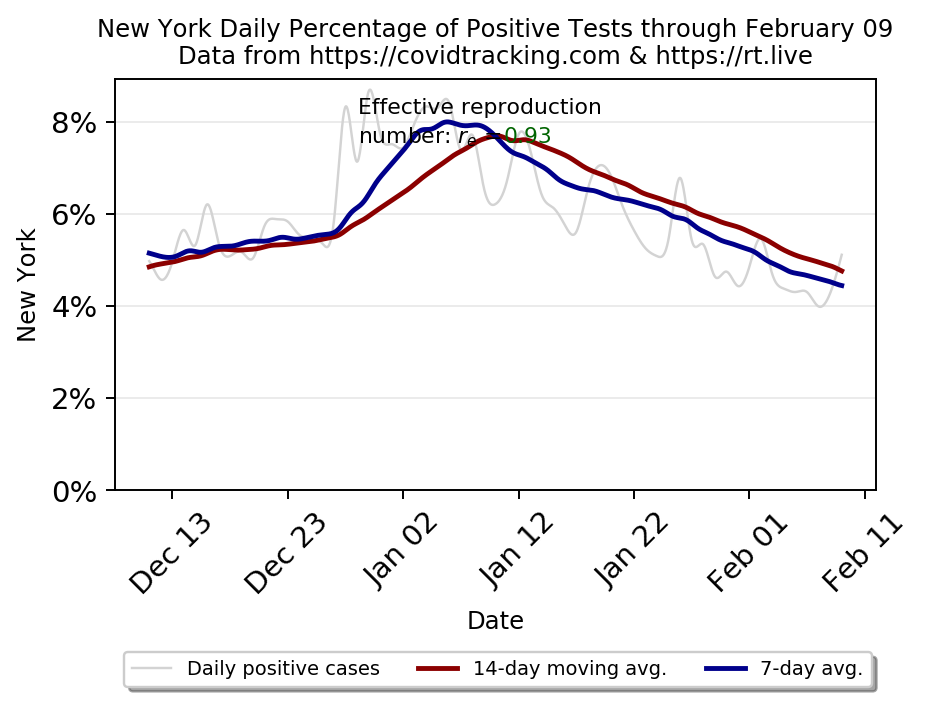 New York Daily Percentage of Positive Tests through February 09
Data from https://covidtracking.com & https://rt.live
Effective reproduction
number: rₑ = 0.93
8%
6%
4%
2%
0%
New York
Dec 13
Dec 23
Jan 02
Jan 12
Jan 22
Feb 01
Feb 11
Date
Daily positive cases
14-day moving avg.
7-day avg.